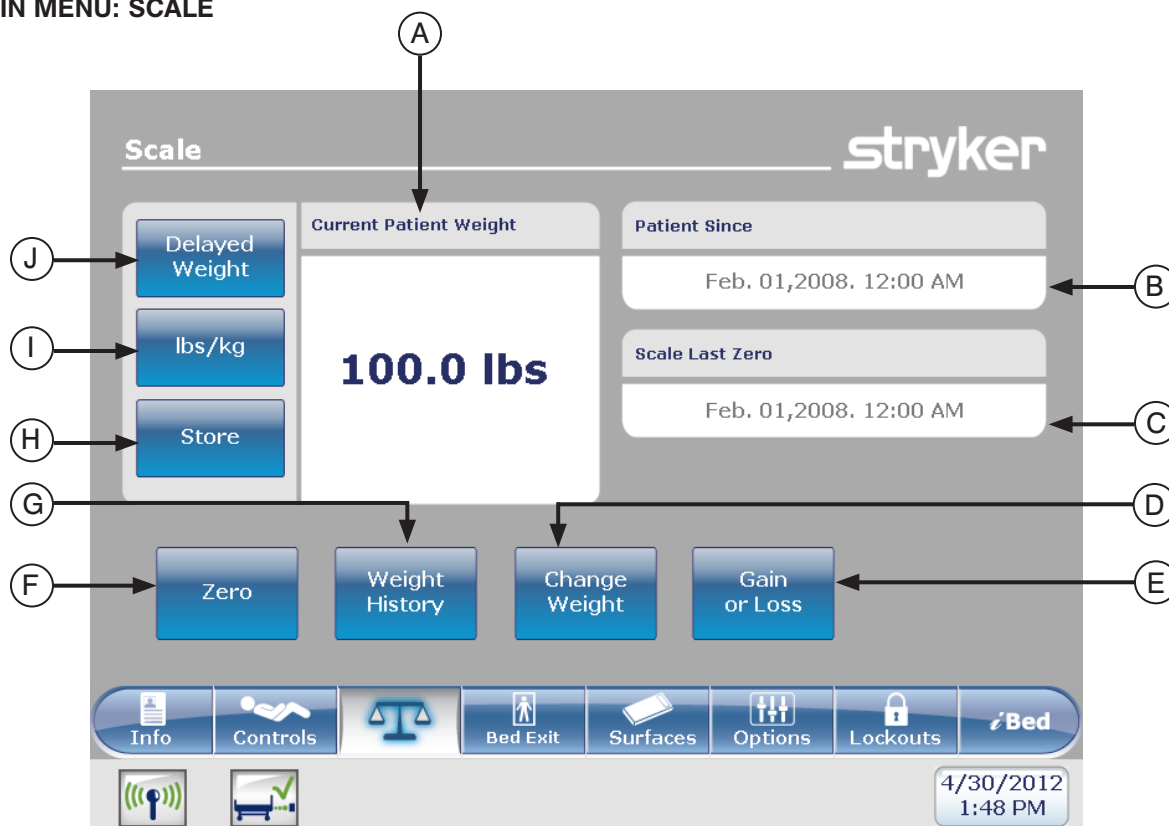 IN MENU: SCALE
A
Scale
stryker
Delayed
Weight
Current Patient Weight
Patient Since
J
Feb. 01,2008. 12:00 AM
B
I
lbs/kg
100.0 lbs
Scale Last Zero
Feb. 01,2008. 12:00 AM
C
H
Store
G
D
F
Zero
Weight
History
Change
Weight
Gain
or Loss
E
Info
Controls
Bed Exit
Surfaces
Options
Lockouts
iBed
4/30/2012
1:48 PM